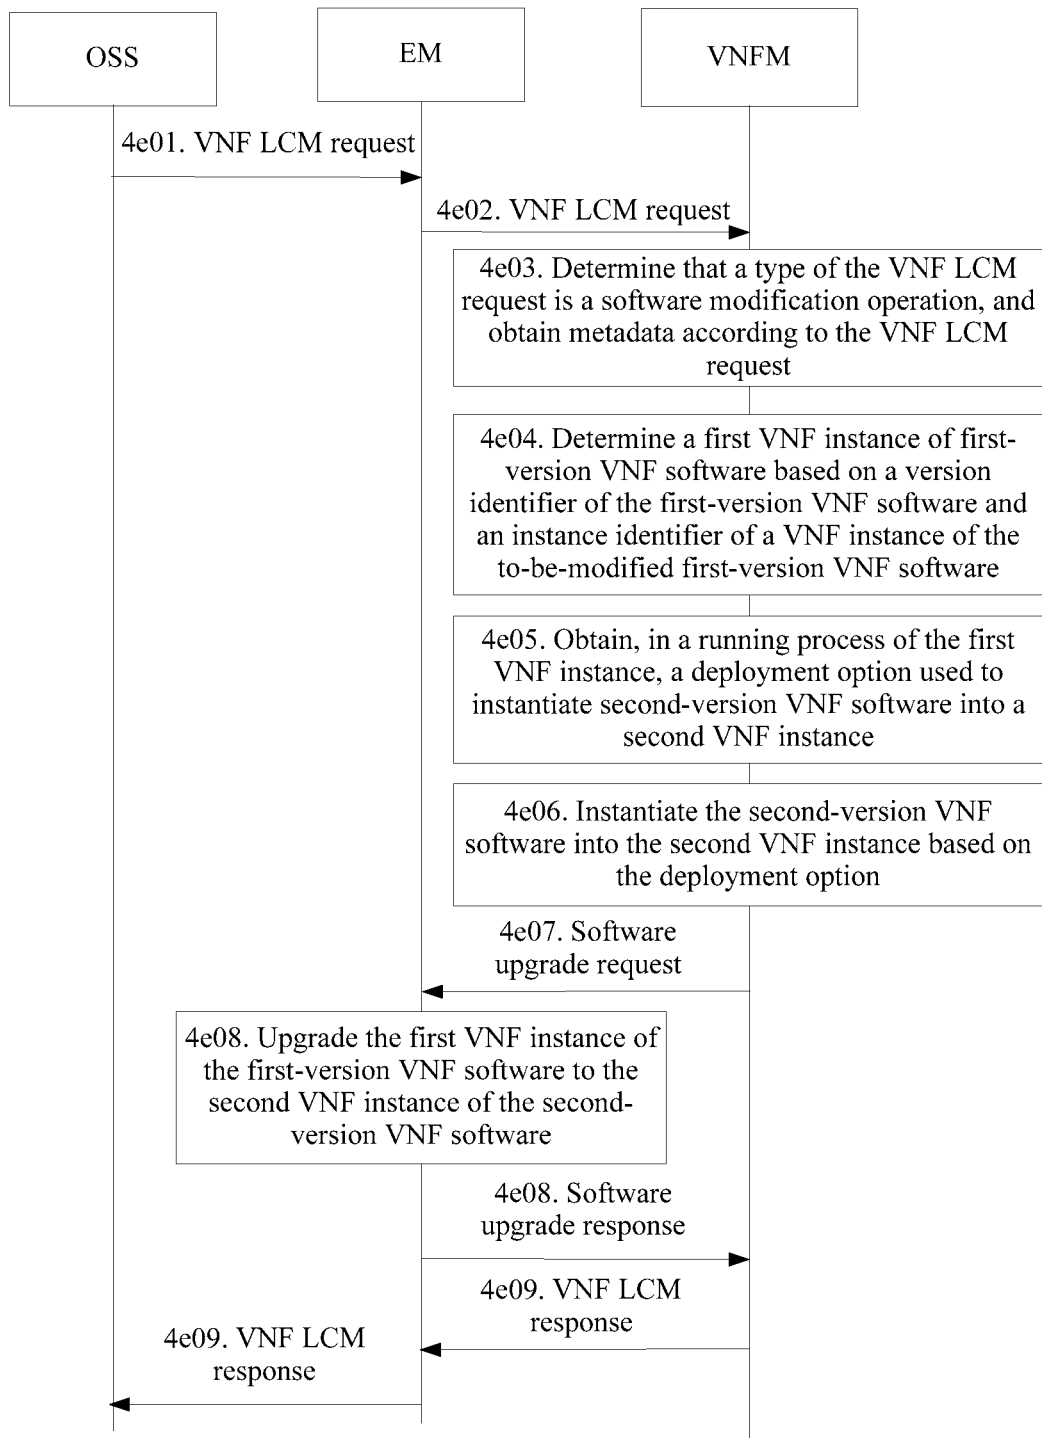 OSS
EM
VNFM
4e01. VNF LCM request
4e02. VNF LCM request
4e03. Determine that a type of the VNF LCM
request is a software modification operation, and
obtain metadata according to the VNF LCM
request
4e04. Determine a first VNF instance of first-
version VNF software based on a version
identifier of the first-version VNF software and
an instance identifier of a VNF instance of the
to-be-modified first-version VNF software
4e05. Obtain, in a running process of the first
VNF instance, a deployment option used to
instantiate second-version VNF software into a
second VNF instance
4e06. Instantiate the second-version VNF
software into the second VNF instance based on
the deployment option
4e07. Software
upgrade request
4e08. Upgrade the first VNF instance of
the first-version VNF software to the
second VNF instance of the second-
version VNF software
4e08. Software
upgrade response
4e09. VNF LCM
response
4e09. VNF LCM
response